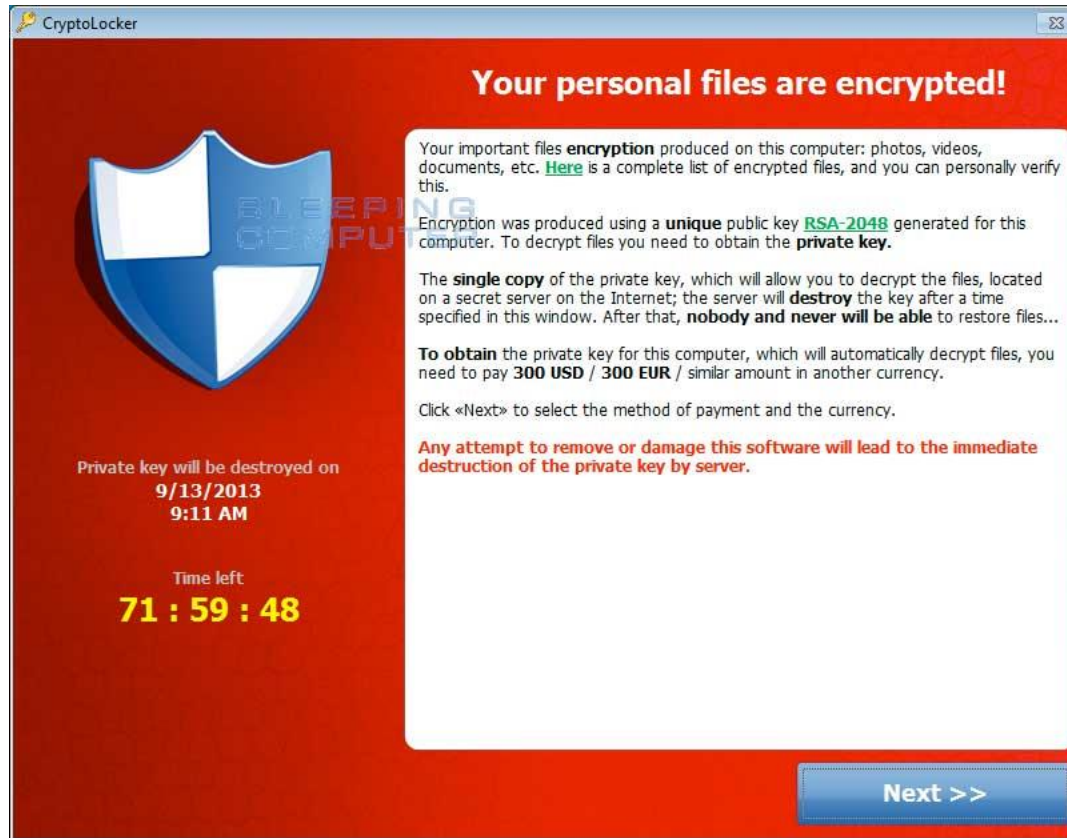 CryptoLocker
Your personal files are encrypted!
Your important files encryption produced on this computer: photos, videos,
documents, etc. Here is a complete list of encrypted files, and you can personally verify
this.
BLEEPING
COMPUTER
Encryption was produced using a unique public key RSA-2048 generated for this
computer. To decrypt files you need to obtain the private key.
The single copy of the private key, which will allow you to decrypt the files, located
on a secret server on the Internet; the server will destroy the key after a time
specified in this window. After that, nobody and never will be able to restore files...
To obtain the private key for this computer, which will automatically decrypt files, you
need to pay 300 USD / 300 EUR / similar amount in another currency.
Click «Next» to select the method of payment and the currency.
Any attempt to remove or damage this software will lead to the immediate
destruction of the private key by server.
Private key will be destroyed on
9/13/2013
9:11 AM
Time left
71 : 59 : 48
Next >>